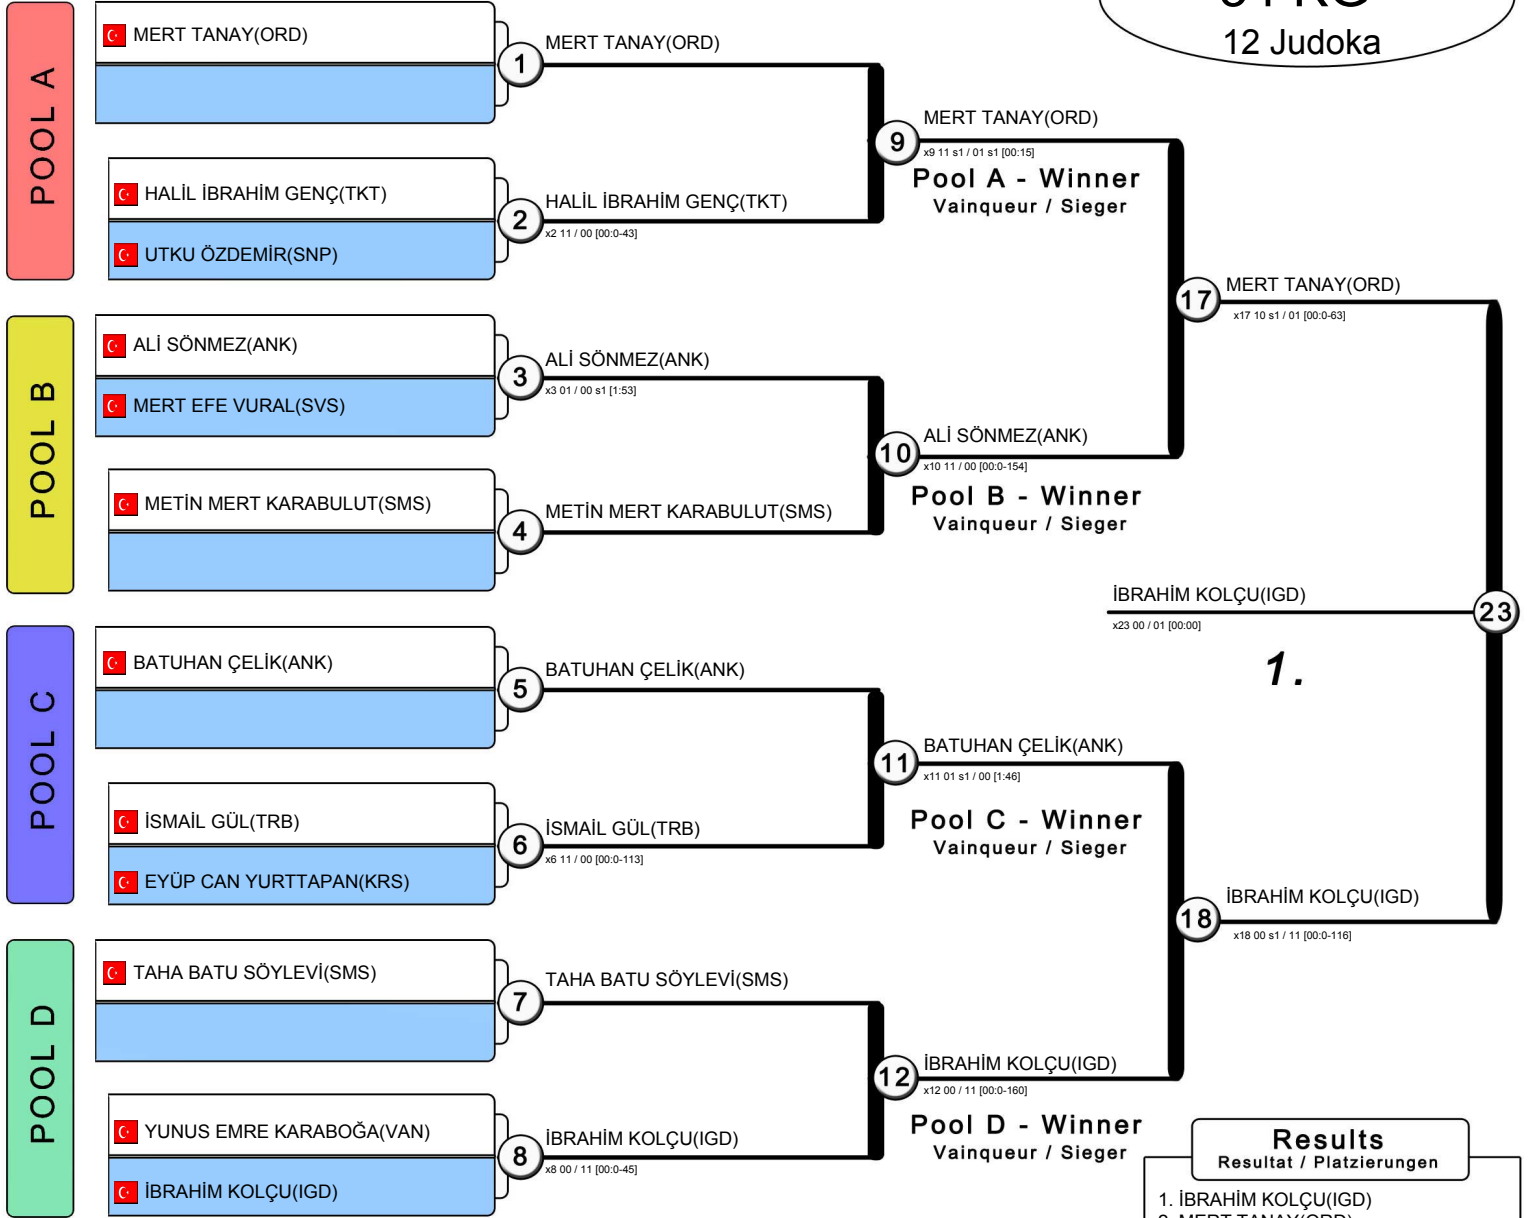 12 Judoka
POOL A
MERT TANAY(ORD)
1
MERT TANAY(ORD)
HALİL İBRAHİM GENÇ(TKT)
UTKU ÖZDEMİR(SNP)
2
HALİL İBRAHİM GENÇ(TKT)
x2 11 / 00 [00:0-43]
9
MERT TANAY(ORD)
x9 11 s1 / 01 s1 [00:15]
Pool A - Winner
Vainqueur / Sieger
POOL B
ALİ SÖNMEZ(ANK)
MERT EFE VURAL(SVS)
3
ALİ SÖNMEZ(ANK)
x3 01 / 00 s1 [1:53]
METİN MERT KARABULUT(SMS)
4
METİN MERT KARABULUT(SMS)
10
ALİ SÖNMEZ(ANK)
x10 11 / 00 [00:0-154]
Pool B - Winner
Vainqueur / Sieger
17
MERT TANAY(ORD)
x17 10 s1 / 01 [00:0-63]
POOL C
BATUHAN ÇELİK(ANK)
5
BATUHAN ÇELİK(ANK)
İSMAİL GÜL(TRB)
EYÜP CAN YURTTAPAN(KRS)
6
İSMAİL GÜL(TRB)
x6 11 / 00 [00:0-113]
11
BATUHAN ÇELİK(ANK)
x11 01 s1 / 00 [1:46]
Pool C - Winner
Vainqueur / Sieger
POOL D
TAHA BATU SÖYLEVİ(SMS)
7
TAHA BATU SÖYLEVİ(SMS)
YUNUS EMRE KARABOĞA(VAN)
İBRAHİM KOLÇU(IGD)
8
İBRAHİM KOLÇU(IGD)
x8 00 / 11 [00:0-45]
12
İBRAHİM KOLÇU(IGD)
x12 00 / 11 [00:0-160]
Pool D - Winner
Vainqueur / Sieger
18
İBRAHİM KOLÇU(IGD)
x18 00 s1 / 11 [00:0-116]
İBRAHİM KOLÇU(IGD)
23
x23 00 / 01 [00:00]
1.
Results
Resultat / Platzierungen
1. İBRAHİM KOLÇU(IGD)
2. MERT TANAY(ORD)